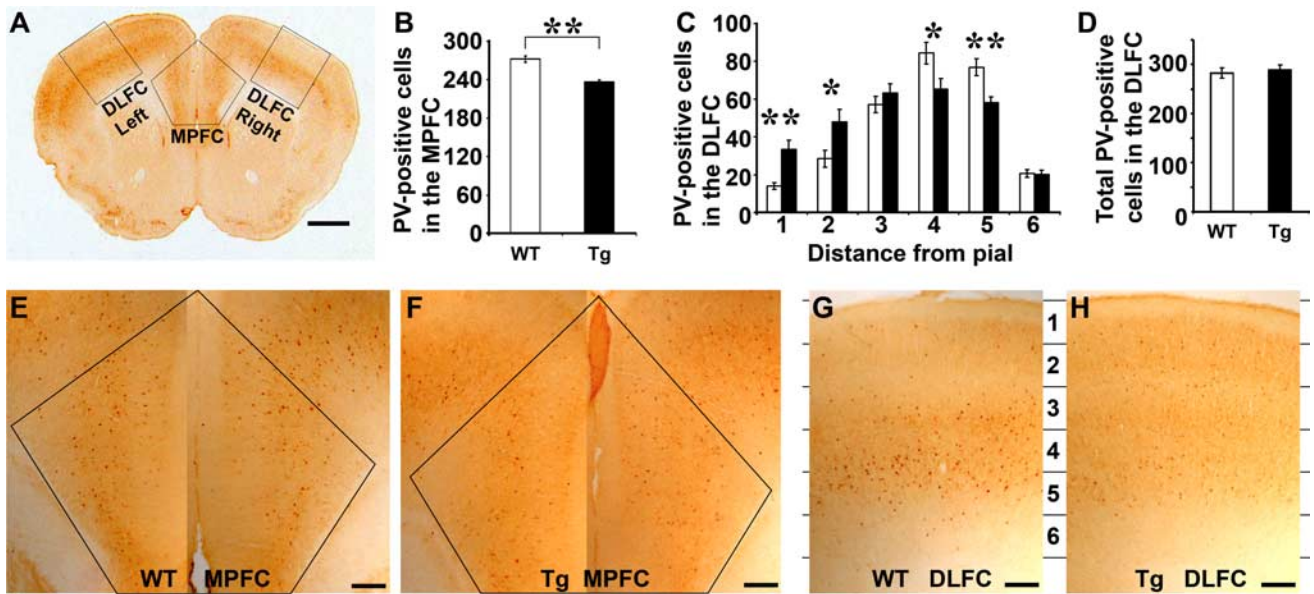 A
DLFC
Left
MPFC
DLFC
Right
B
**
PV-positive cells
in the MPFC
300
240
180
120
60
0
WT
Tg
C
PV-positive cells
in the DLFC
100
80
60
40
20
0
**
*
*
**
1 2 3 4 5 6
Distance from pial
D
Total PV-positive
cells in the DLFC
300
200
100
0
WT
Tg
E
WT MPFC
F
Tg MPFC
G
WT DLFC
1
2
3
4
5
6
H
Tg DLFC